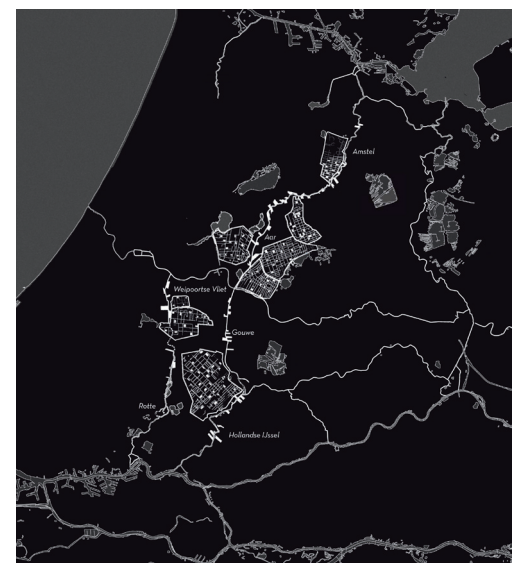 Amstel
Aar
Weipoortse Vliet
Gouwe
Rotte
Hollandse IJssel